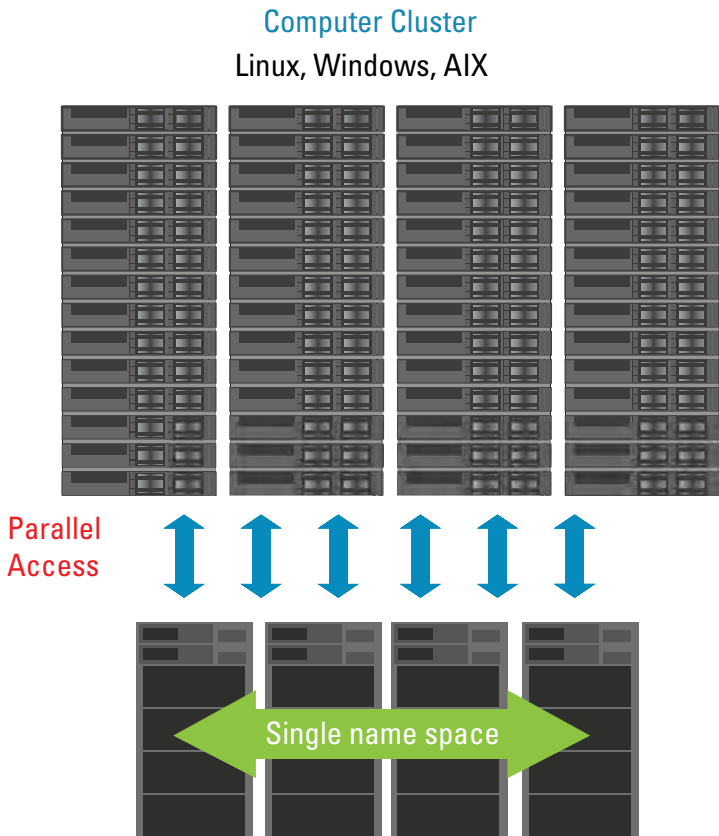 Computer Cluster
Linux, Windows, AIX
Parallel
Access
Single name space